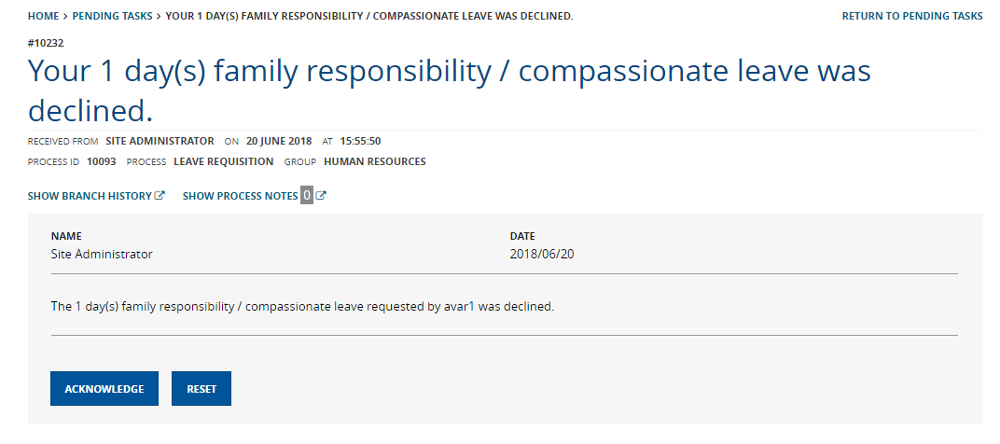 HOME > PENDING TASKS > YOUR 1 DAY(S) FAMILY RESPONSIBILITY / COMPASSIONATE LEAVE WAS DECLINED. RETURN TO PENDING TASKS
#10232
Your 1 day(s) family responsibility / compassionate leave was
declined.
RECEIVED FROM SITE ADMINISTRATOR ON 20 JUNE 2018 AT 15:55:50
PROCESS ID 10093 PROCESS LEAVE REQUISITION GROUP HUMAN RESOURCES
SHOW BRANCH HISTORY SHOW PROCESS NOTES 0
NAME DATE
Site Administrator 2018/06/20
The 1 day(s) family responsibility / compassionate leave requested by avar1 was declined.
ACKNOWLEDGE RESET